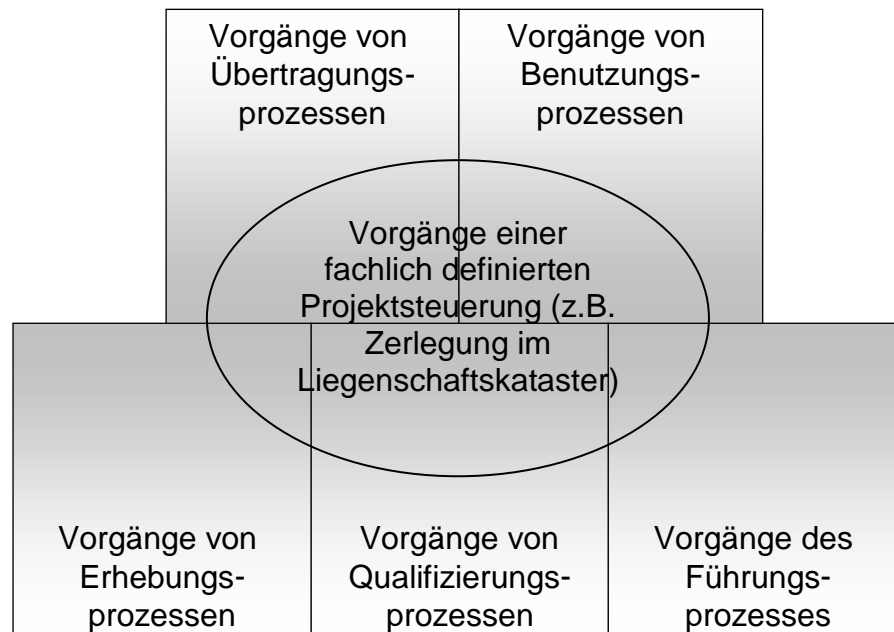 Vorgänge von
Übertragungs-
prozessen
Vorgänge von
Benutzungs-
prozessen
Vorgänge einer
fachlich definierten
Projektsteuerung (z.B.
Zerlegung im
Liegenschaftskataster)
Vorgänge von
Erhebungs-
prozessen
Vorgänge von
Qualifizierungs-
prozessen
Vorgänge des
Führungs-
prozesses